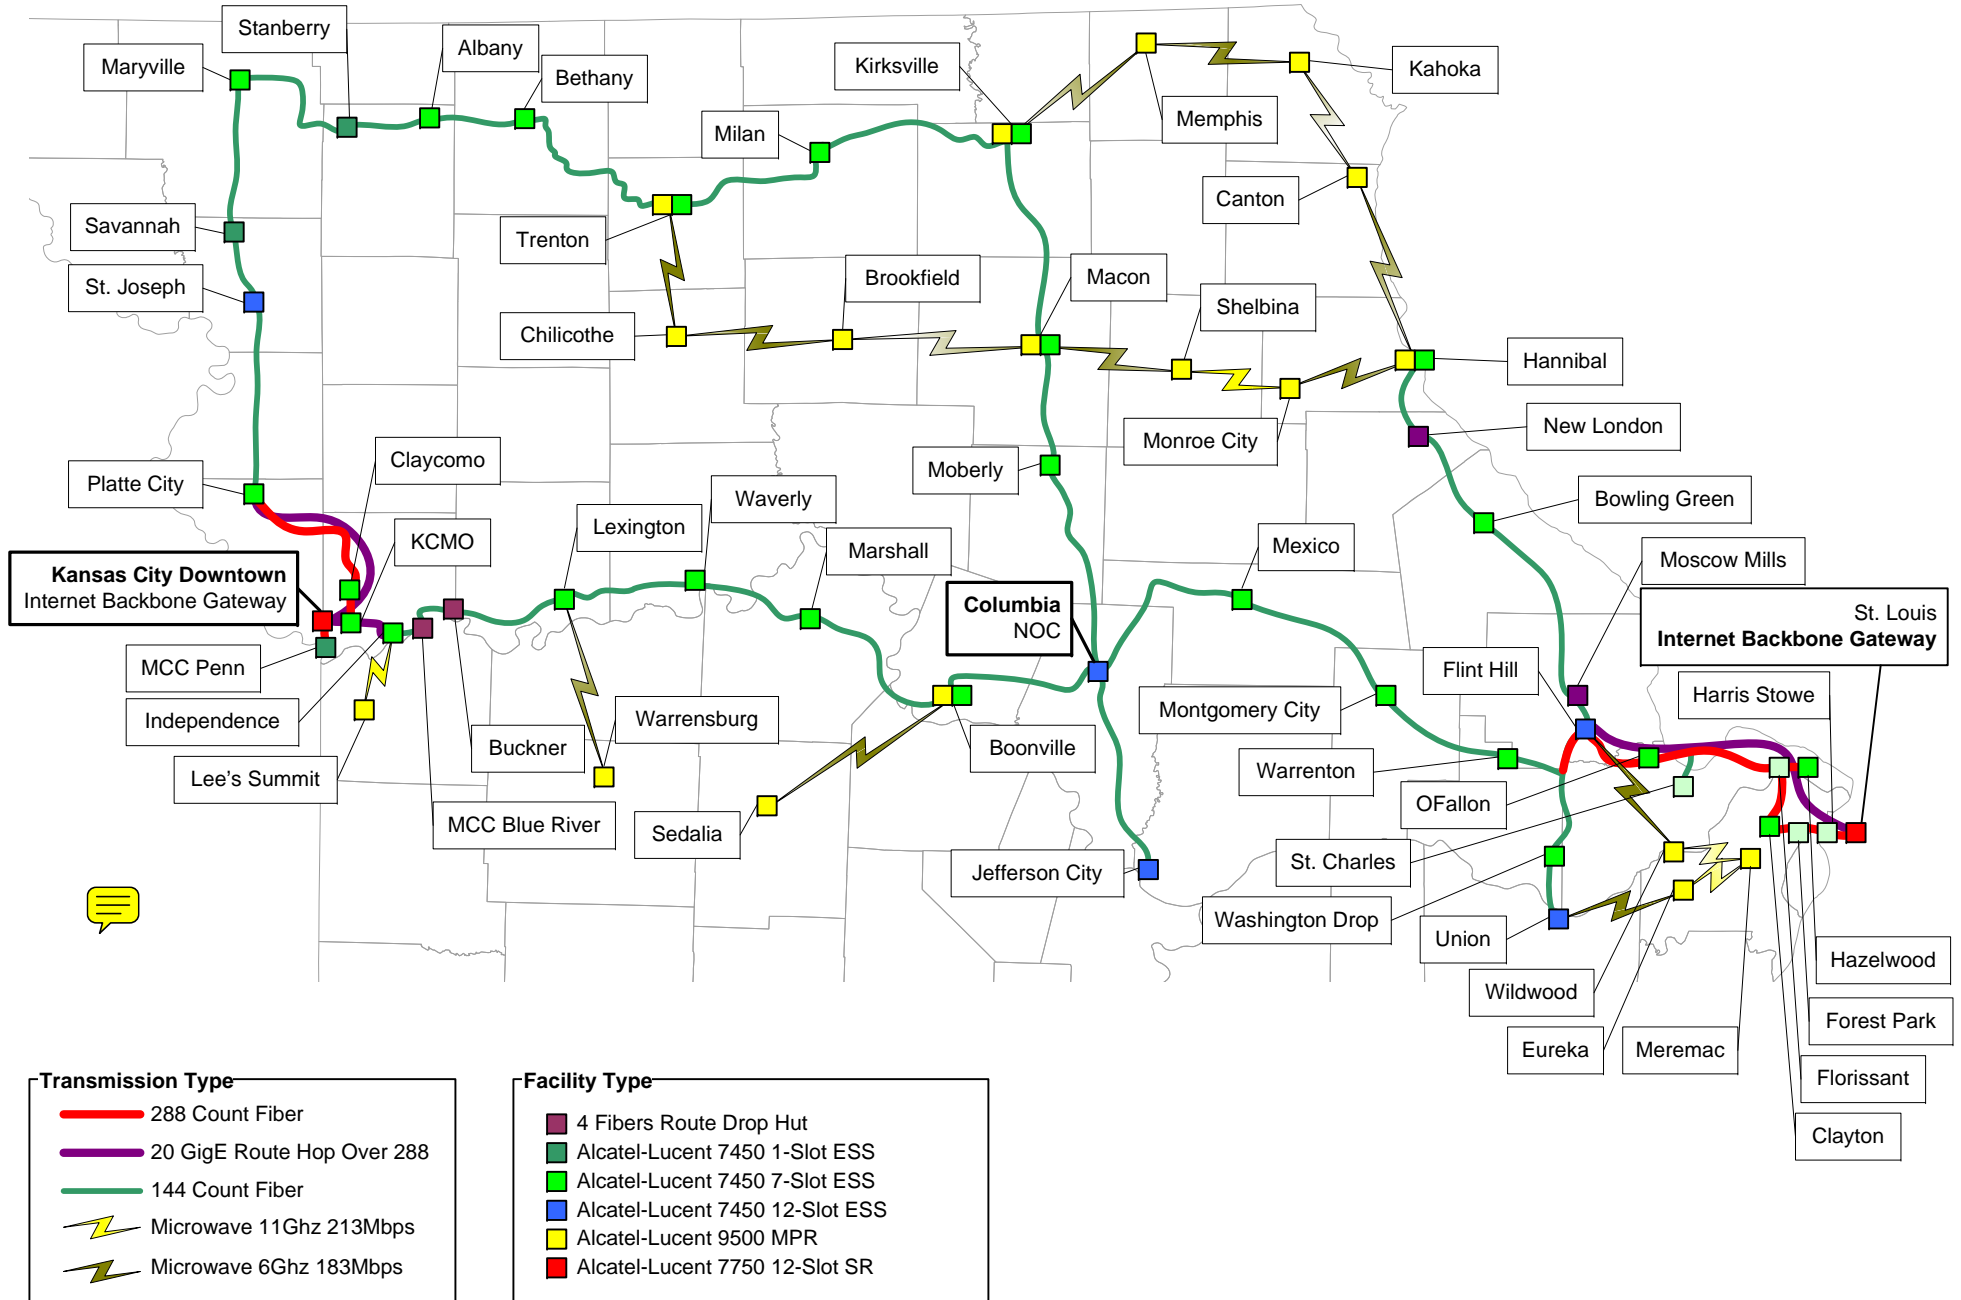 Stanberry
Albany
Maryville
Bethany
Kirksville
Kahoka
Milan
Memphis
Savannah
Canton
Trenton
St. Joseph
Brookfield
Macon
Shelbina
Chilicothe
Hannibal
New London
Monroe City
Claycomo
Moberly
Platte City
Waverly
Bowling Green
Lexington
KCMO
Marshall
Mexico
Moscow Mills
Kansas City Downtown
Internet Backbone Gateway
Columbia
NOC
St. Louis
Internet Backbone Gateway
MCC Penn
Flint Hill
Harris Stowe
Independence
Warrensburg
Montgomery City
Buckner
Boonville
Lee's Summit
Warrenton
OFallon
MCC Blue River
Sedalia
St. Charles
Jefferson City
Washington Drop
Union
Hazelwood
Wildwood
Forest Park
Eureka
Meremac
Florissant
Clayton
Transmission Type
288 Count Fiber
20 GigE Route Hop Over 288
144 Count Fiber
Microwave 11Ghz 213Mbps
Microwave 6Ghz 183Mbps
Facility Type
4 Fibers Route Drop Hut
Alcatel-Lucent 7450 1-Slot ESS
Alcatel-Lucent 7450 7-Slot ESS
Alcatel-Lucent 7450 12-Slot ESS
Alcatel-Lucent 9500 MPR
Alcatel-Lucent 7750 12-Slot SR